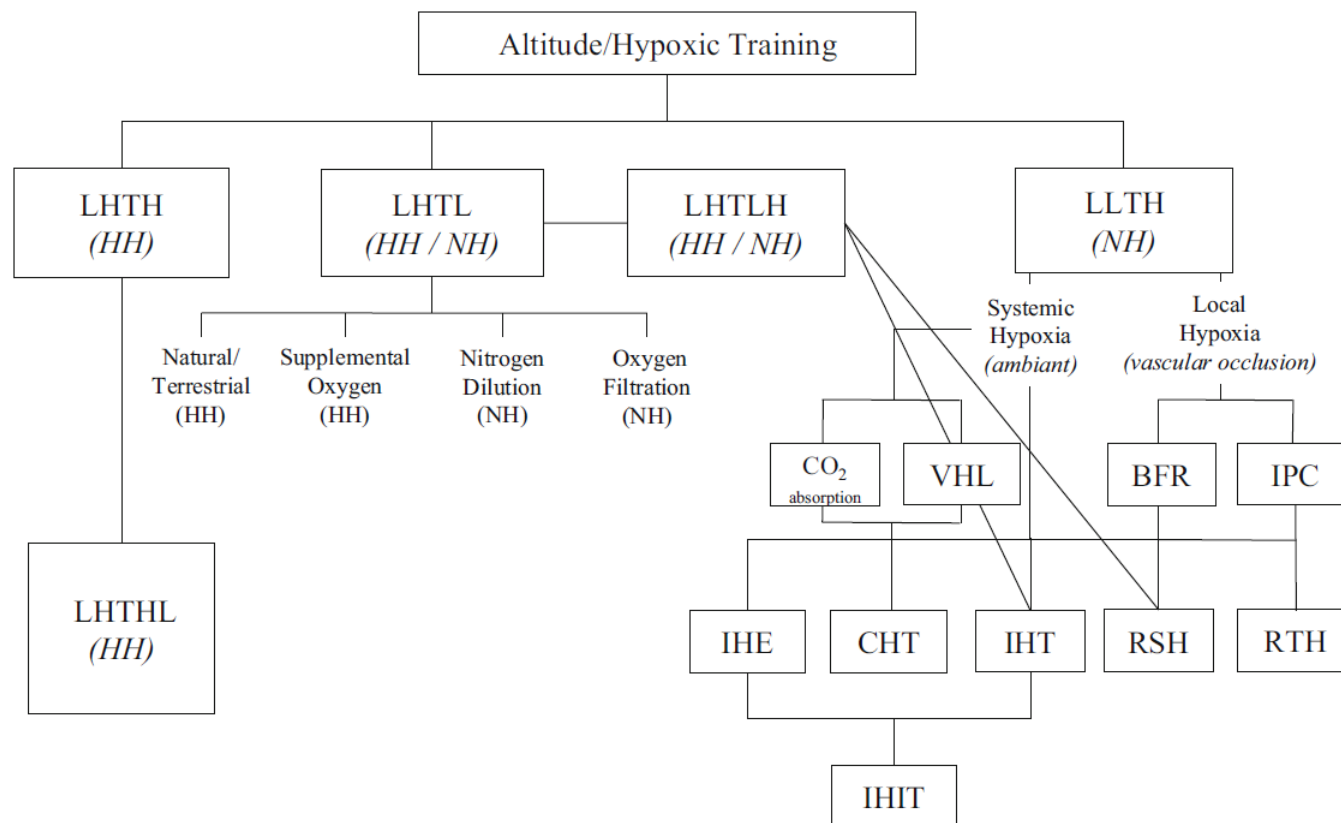 Altitude/Hypoxic Training
LHTH
(HH)
LHTL
(HH / NH)
LHTLH
(HH / NH)
LLTH
(NH)
Natural/
Terrestrial
(HH)
Supplemental
Oxygen
(HH)
Nitrogen
Dilution
(NH)
Oxygen
Filtration
(NH)
Systemic
Hypoxia
(ambiant)
Local
Hypoxia
(vascular occlusion)
CO₂
absorption
VHL
BFR
IPC
LHTHL
(HH)
IHE
CHT
IHT
RSH
RTH
IHIT